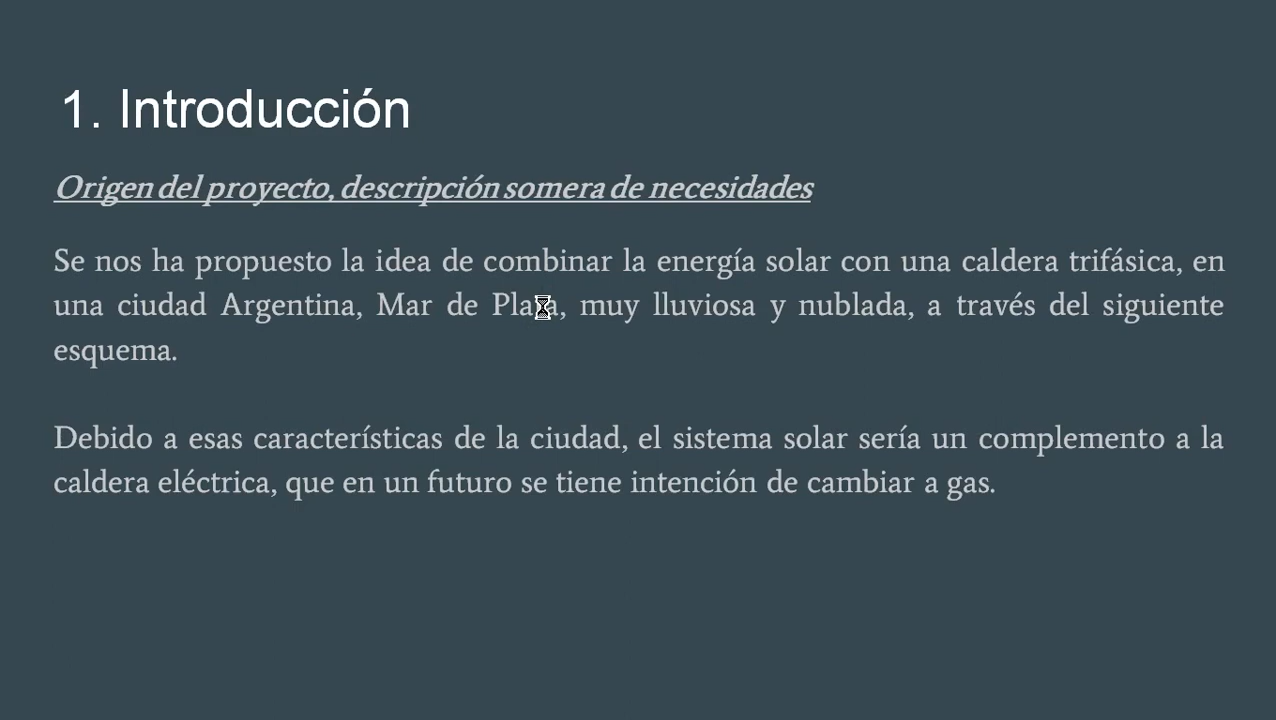 1. Introducción
Origen del proyecto, descripción somera de necesidades
Se nos ha propuesto la idea de combinar la energía solar con una caldera trifásica, en
una ciudad Argentina, Mar de muy lluviosa y nublada, a través del siguiente
esquema.
Debido a esas características de la ciudad, el sistema solar sería un complemento a la
caldera eléctrica, que en un futuro se tiene intención de cambiar a gas.